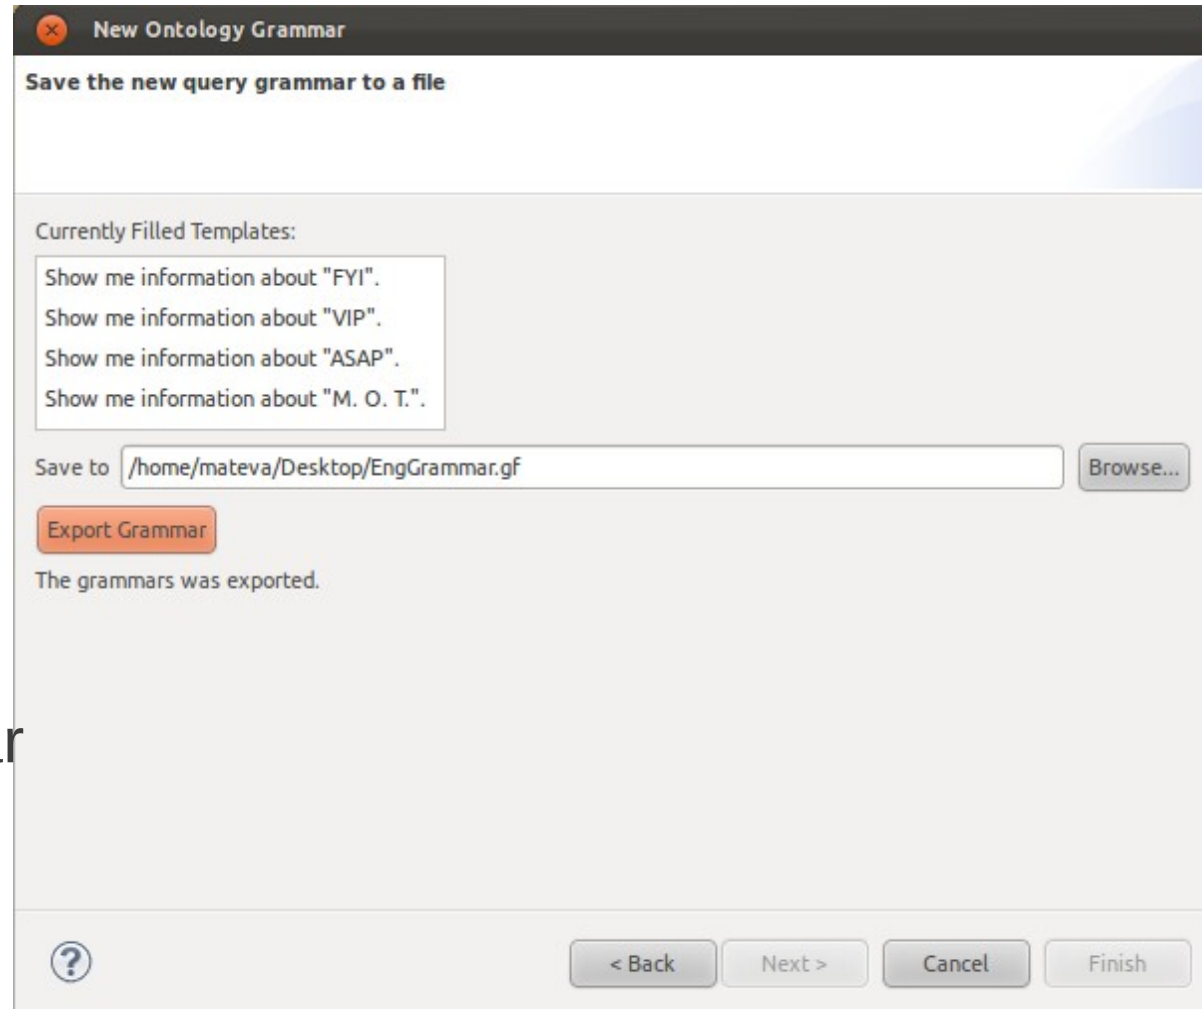 New Ontology Grammar
Save the new query grammar to a file
Currently Filled Templates:
Show me information about "FYI".
Show me information about "VIP".
Show me information about "ASAP".
Show me information about "M. O. T.".
Save to /home/mateva/Desktop/EngGrammar.gf Browse...
Export Grammar
The grammars was exported.
r
< Back Next > Cancel Finish